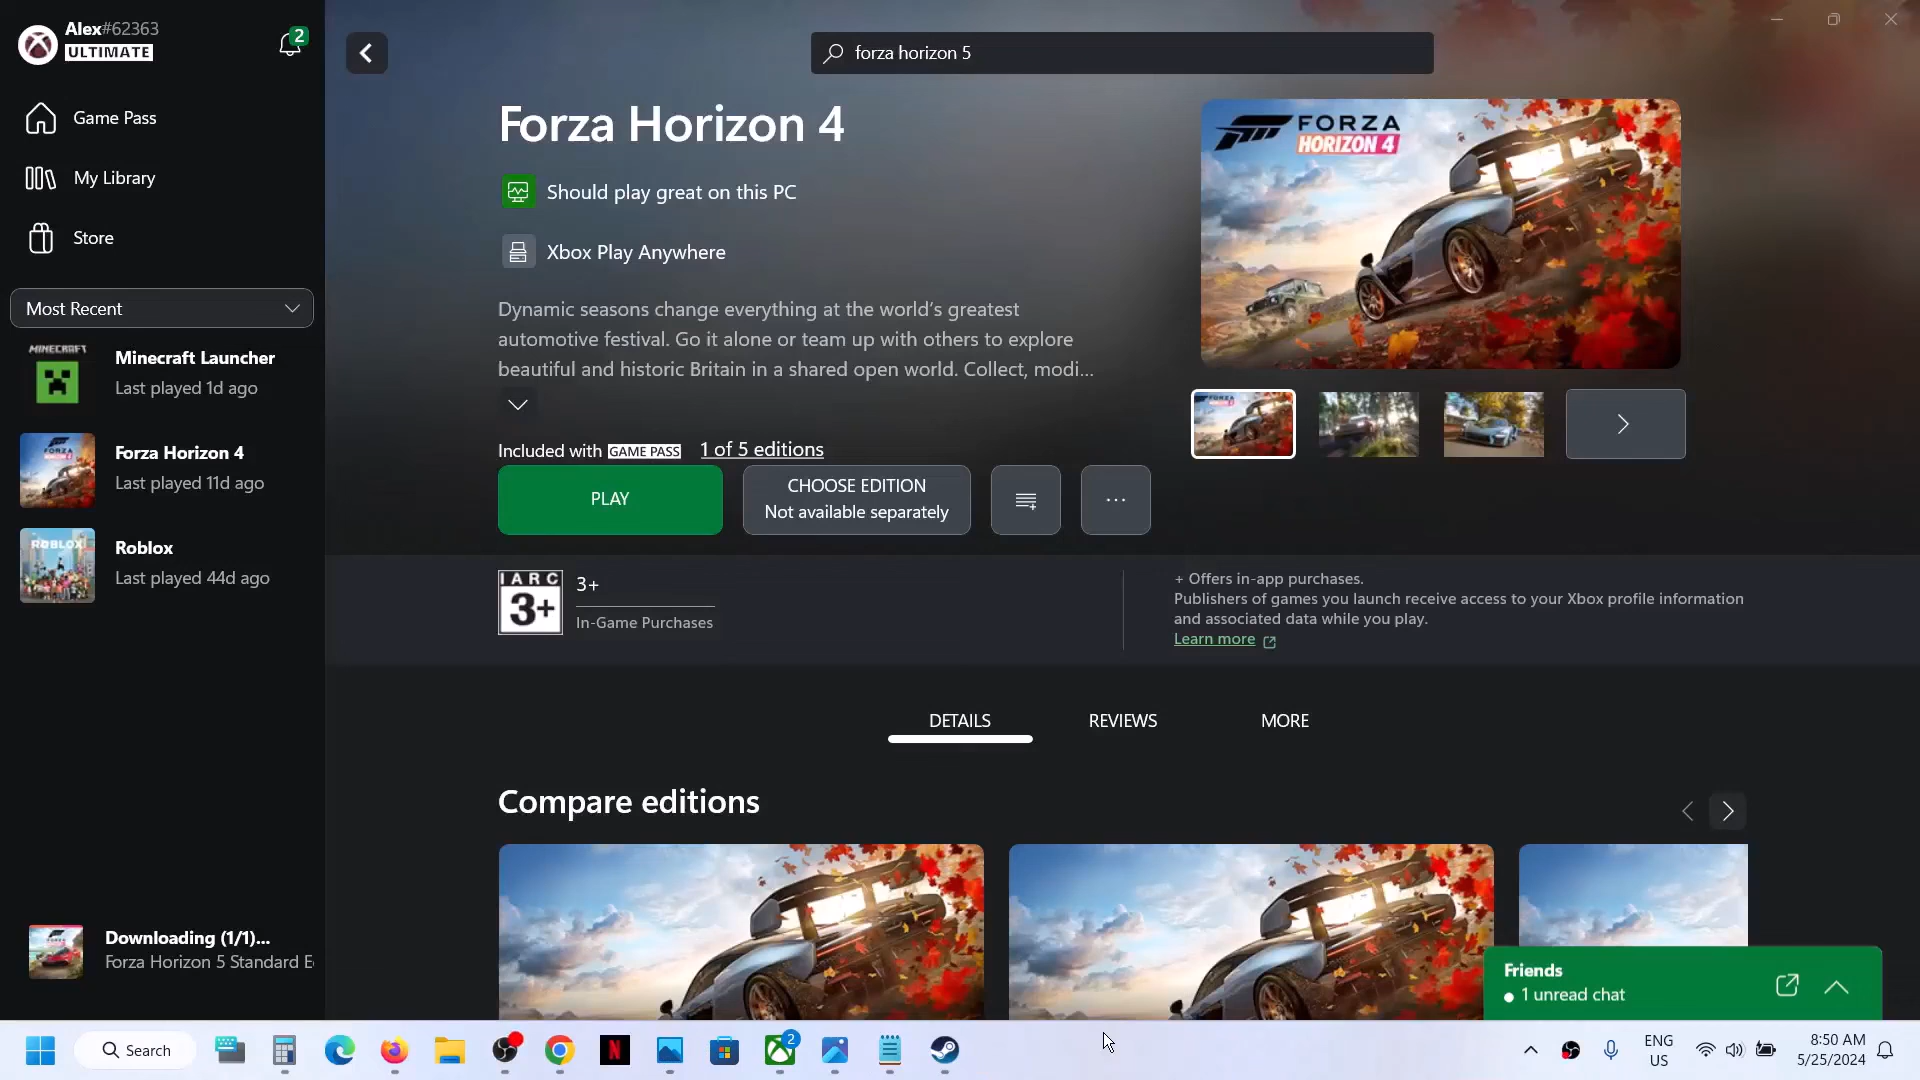 Alex#62363
ULTIMATE
2
forza horizon 5
Game Pass
My Library
Store
Most Recent
MINECRAFT
Minecraft Launcher
Last played 1d ago
Forza Horizon 4
Last played 11d ago
ROBLOX
Roblox
Last played 44d ago
Downloading (1/1)...
Forza Horizon 5 Standard E
Forza Horizon 4
Should play great on this PC
Xbox Play Anywhere
Dynamic seasons change everything at the world's greatest
automotive festival. Go it alone or team up with others to explore
beautiful and historic Britain in a shared open world. Collect, modi...
Included with GAME PASS 1 of 5 editions
PLAY
CHOOSE EDITION
Not available separately
FORZA
HORIZON 4
IARC
3+
3+
In-Game Purchases
+ Offers in-app purchases.
Publishers of games you launch receive access to your Xbox profile information
and associated data while you play.
Learn more
DETAILS
REVIEWS
MORE
Compare editions
Friends
1 unread chat
Search
N
2
ENG
US
8:50 AM
5/25/2024